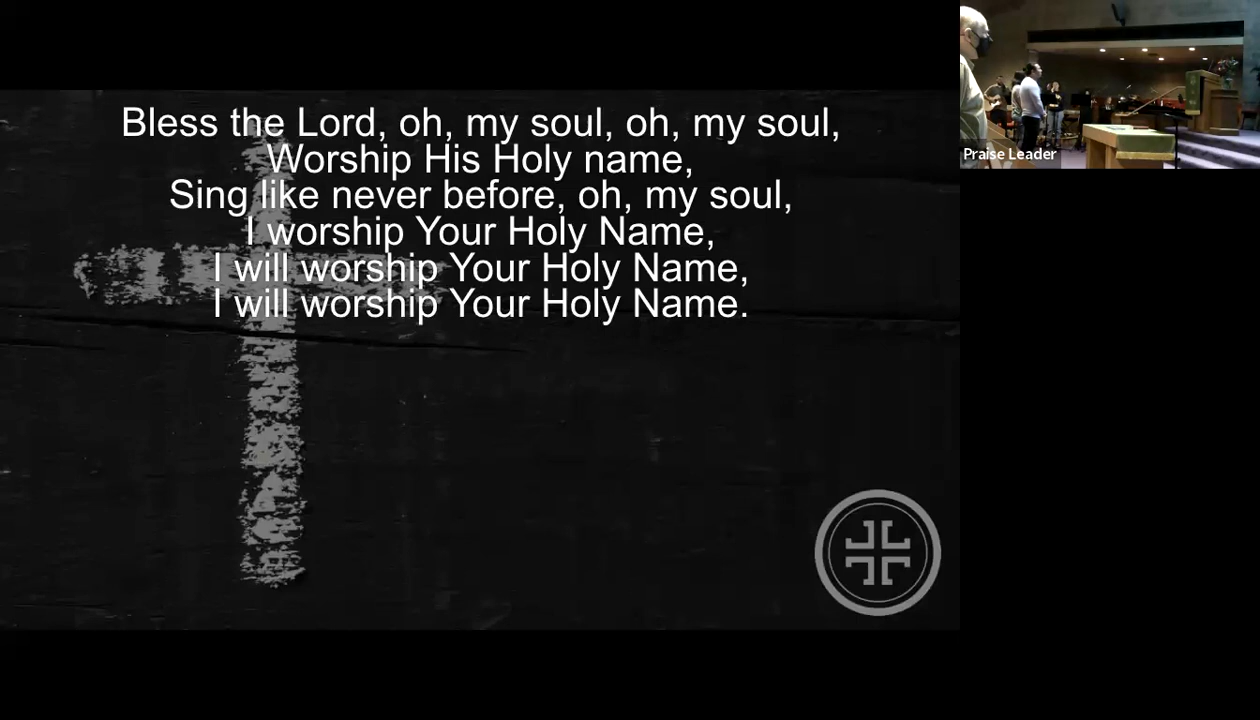 Bless the Lord, oh, my soul, oh, my soul,
Worship His Holy name,
Sing like never before, oh, my soul,
I worship Your Holy Name,
I will worship Your Holy Name,
I will worship Your Holy Name.
Praise Leader